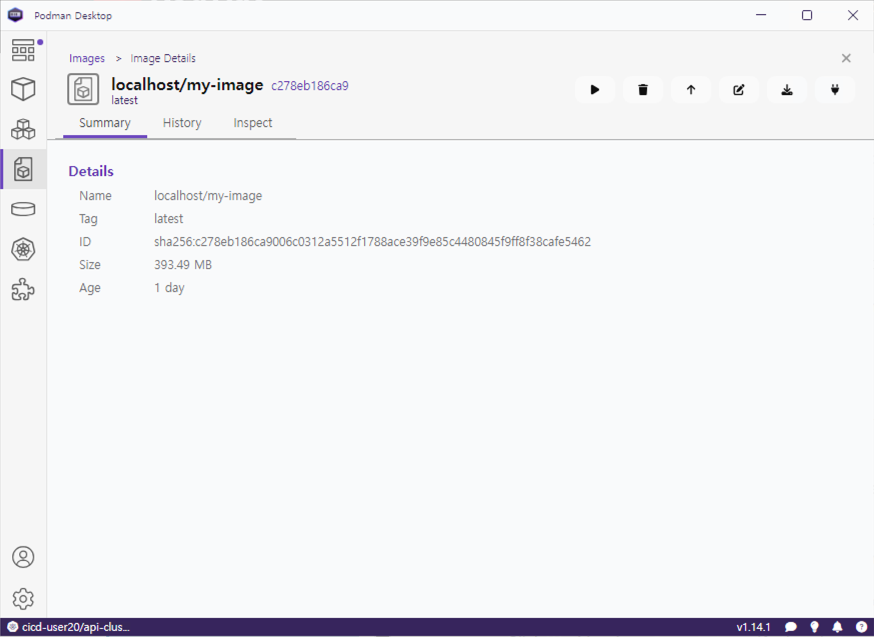 Podman Desktop
Images > Image Details
localhost/my-image c278eb186ca9
latest
Summary History Inspect
Details
Name localhost/my-image
Tag latest
ID sha256:c278eb186ca9006c0312a5512f1788ace39f9e85c4480845f9ff8f38cafe5462
Size 393.49 MB
Age 1 day
cicd-user20/api-clus... v1.14.1